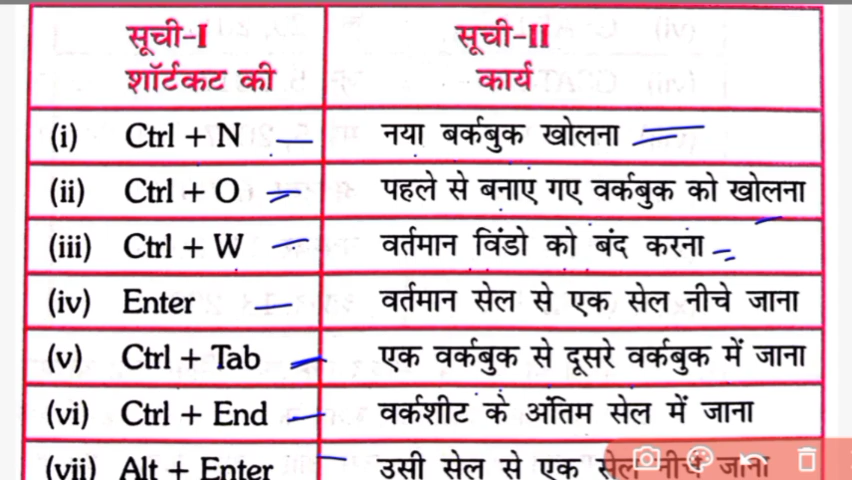 सूची-I सूची-II
शॉर्टकट की कार्य
(i) Ctrl + N नया बर्कबुक खोलना
(ii) Ctrl + O पहले से बनाए गए वर्कबुक को खोलना
(iii) Ctrl + W वर्तमान विंडो को बंद करना
(iv) Enter वर्तमान सेल से एक सेल नीचे जाना
(v) Ctrl + Tab एक वर्कबुक से दूसरे वर्कबुक में जाना
(vi) Ctrl + End वर्कशीट के अंतिम सेल में जाना
(vii) Alt + Enter उसी सेल से एक सेल नीचे जाना